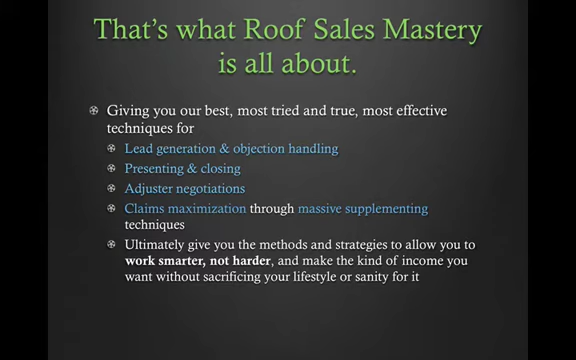 That's what Roof Sales Mastery
is all about.
Giving you our best, most tried and true, most effective
techniques for
Lead generation & objection handling
Presenting & closing
Adjuster negotiations
Claims maximization through massive supplementing
techniques
Ultimately give you the methods and strategies to allow you to
work smarter, not harder, and make the kind of income you
want without sacrificing your lifestyle or sanity for it